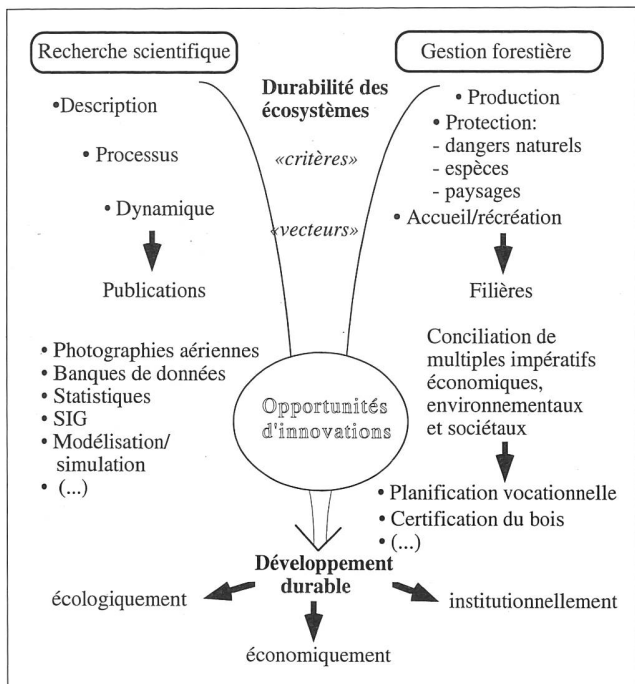 Recherche scientifique
•Description
• Processus
• Dynamique
Publications
• Photographies aériennes
• Banques de données
• Statistiques
• SIG
• Modélisation/
simulation
• (...)
Durabilité des
écosystèmes
«critères»
«vecteurs»
Opportunités
d'innovations
Gestion forestière
• Production
• Protection:
- dangers naturels
- espèces
- paysages
• Accueil/récréation
Filières
Conciliation de
multiples impératifs
économiques,
environnementaux
et sociétaux
• Planification vocationnelle
• Certification du bois
• (...)
Développement
durable
écologiquement
économiquement
institutionnellement